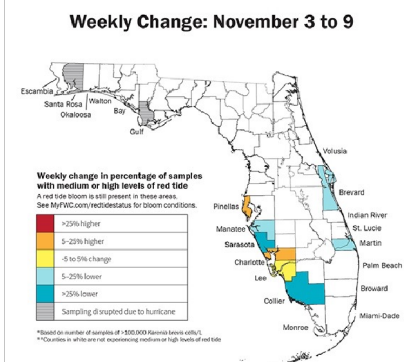 Weekly Change: November 3 to 9
Escambia
Santa Rosa
Okaloosa
Walton
Bay
Gulf
Volusia
Brevard
Indian River
St. Lucie
Martin
Palm Beach
Broward
Miami-Dade
Pinellas
Manatee
Sarasota
Charlotte
Lee
Collier
Monroe
Weekly change in percentage of samples
with medium or high levels of red tide
A red tide bloom is still present in these areas.
See MyFWC.com/redtidestatus for bloom conditions.
>25% higher
5-25% higher
-5 to 5% change
5-25% lower
>25% lower
Sampling disrupted due to hurricane
*Based on number of samples of >100,000 Karenia brevis cells/L
**Counties in white are not experiencing medium or high levels of red tide